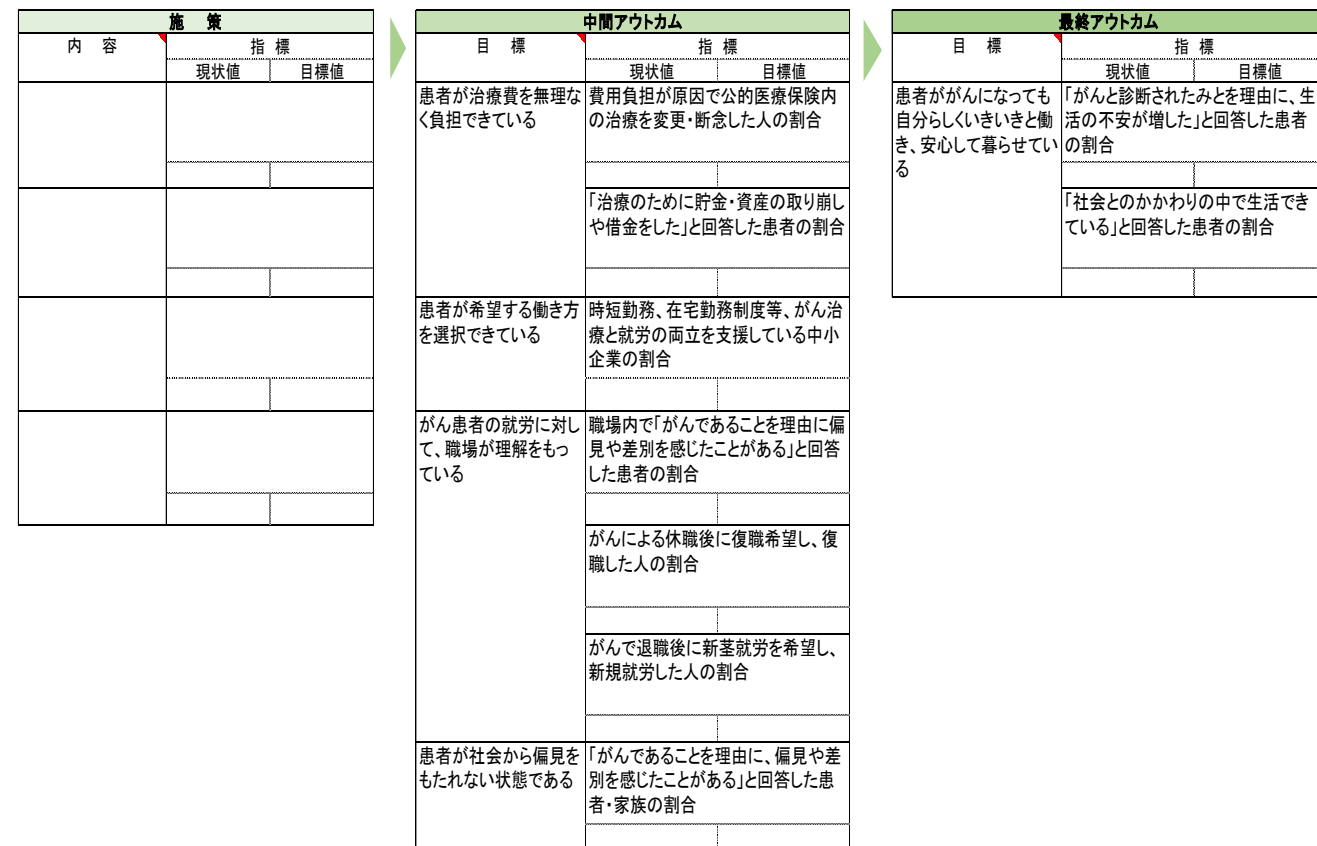 施　策
内　容
指 標
現状値
目標値
中間アウトカム
目　標
指 標
現状値
目標値
患者が治療費を無理な
く負担できている
費用負担が原因で公的医療保険内
の治療を変更・断念した人の割合
「治療のために貯金・資産の取り崩し
や借金をした」と回答した患者の割合
患者が希望する働き方
を選択できている
時短勤務、在宅勤務制度等、がん治
療と就労の両立を支援している中小
企業の割合
がん患者の就労に対し
て、職場が理解をもっ
ている
職場内で「がんであることを理由に偏
見や差別を感じたことがある」と回答
した患者の割合
がんによる休職後に復職希望し、復
職した人の割合
がんで退職後に新茎就労を希望し、
新規就労した人の割合
患者が社会から偏見を
もたれない状態である
「がんであることを理由に、偏見や差
別を感じたことがある」と回答した患
者・家族の割合
最終アウトカム
目　標
指 標
現状値
目標値
患者ががんになっても
自分らしくいきいきと働
き、安心して暮らせてい
る
「がんと診断されたみとを理由に、生
活の不安が増した」と回答した患者
の割合
「社会とのかかわりの中で生活でき
ている」と回答した患者の割合